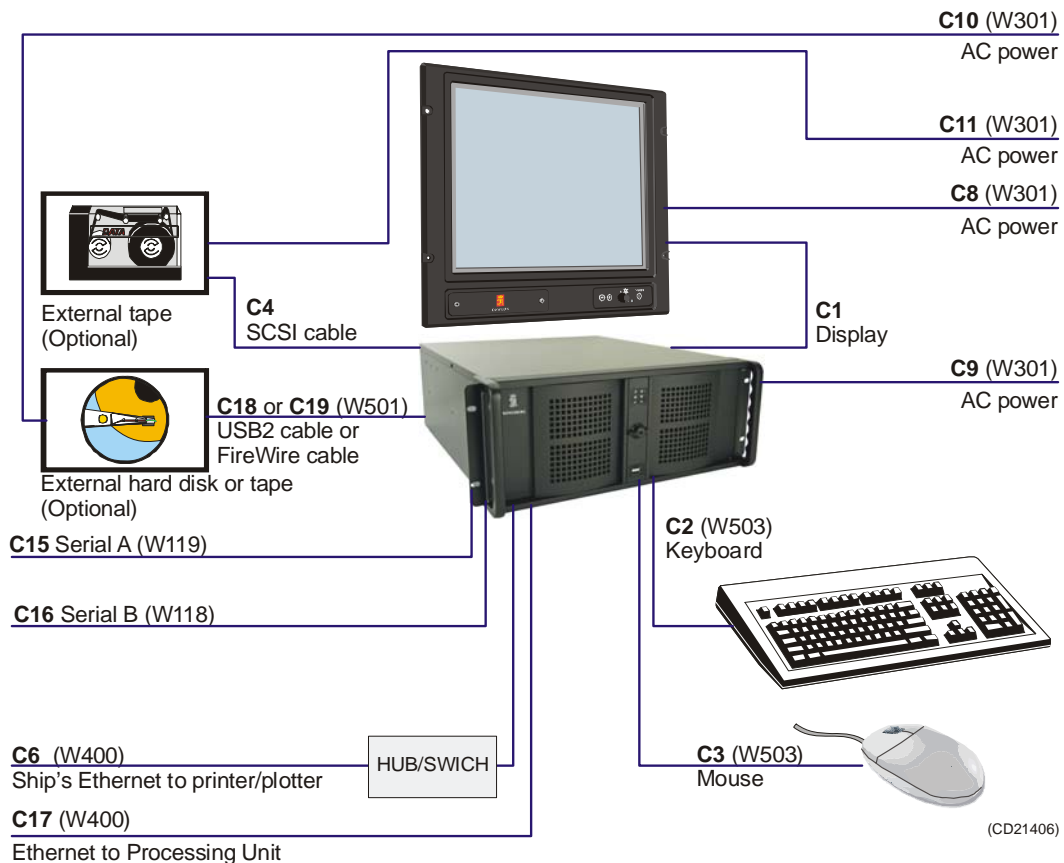 C10 (W301)
AC power
C11 (W301)
AC power
C8 (W301)
AC power
DATA
External tape
(Optional)
C4
SCSI cable
C1
Display
C9 (W301)
AC power
C18 or C19 (W501)
USB2 cable or
FireWire cable
External hard disk or tape
(Optional)
C15 Serial A (W119)
C2 (W503)
Keyboard
C16 Serial B (W118)
C6 (W400)
Ship's Ethernet to printer/plotter
HUB/SWICH
C3 (W503)
Mouse
C17 (W400)
Ethernet to Processing Unit
(CD21406)